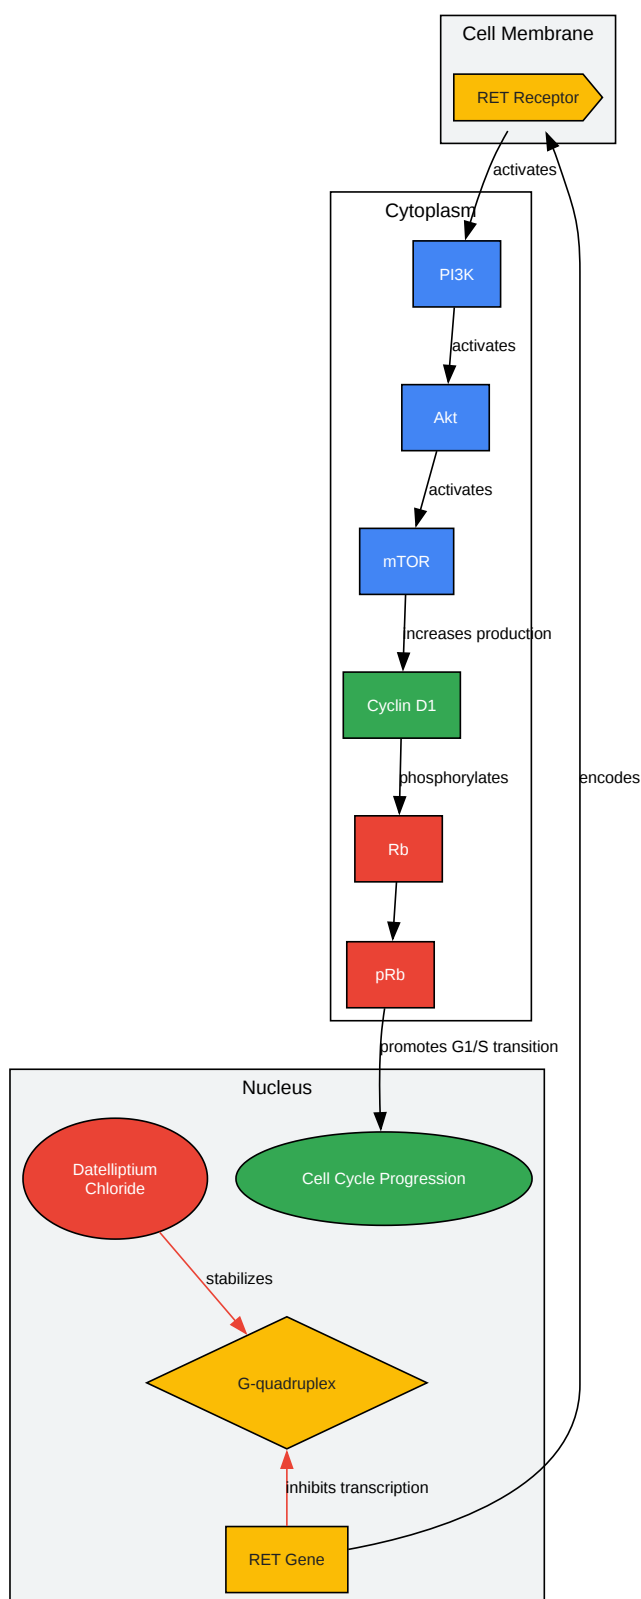 Cell Membrane
RET Receptor
activates
Cytoplasm
PI3K
activates
Akt
activates
mTOR
increases production
Cyclin D1
phosphorylates
encodes
Rb
pRb
promotes G1/S transition
Nucleus
Datelliptium
Chloride
Cell Cycle Progression
stabilizes
G-quadruplex
inhibits transcription
RET Gene